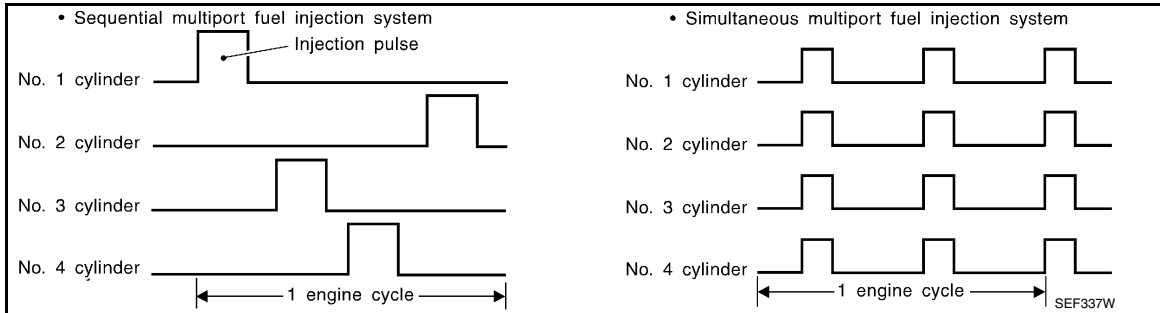 • Sequential multiport fuel injection system
Injection pulse
No. 1 cylinder
No. 2 cylinder
No. 3 cylinder
No. 4 cylinder
1 engine cycle
• Simultaneous multiport fuel injection system
No. 1 cylinder
No. 2 cylinder
No. 3 cylinder
No. 4 cylinder
1 engine cycle
SEF337W